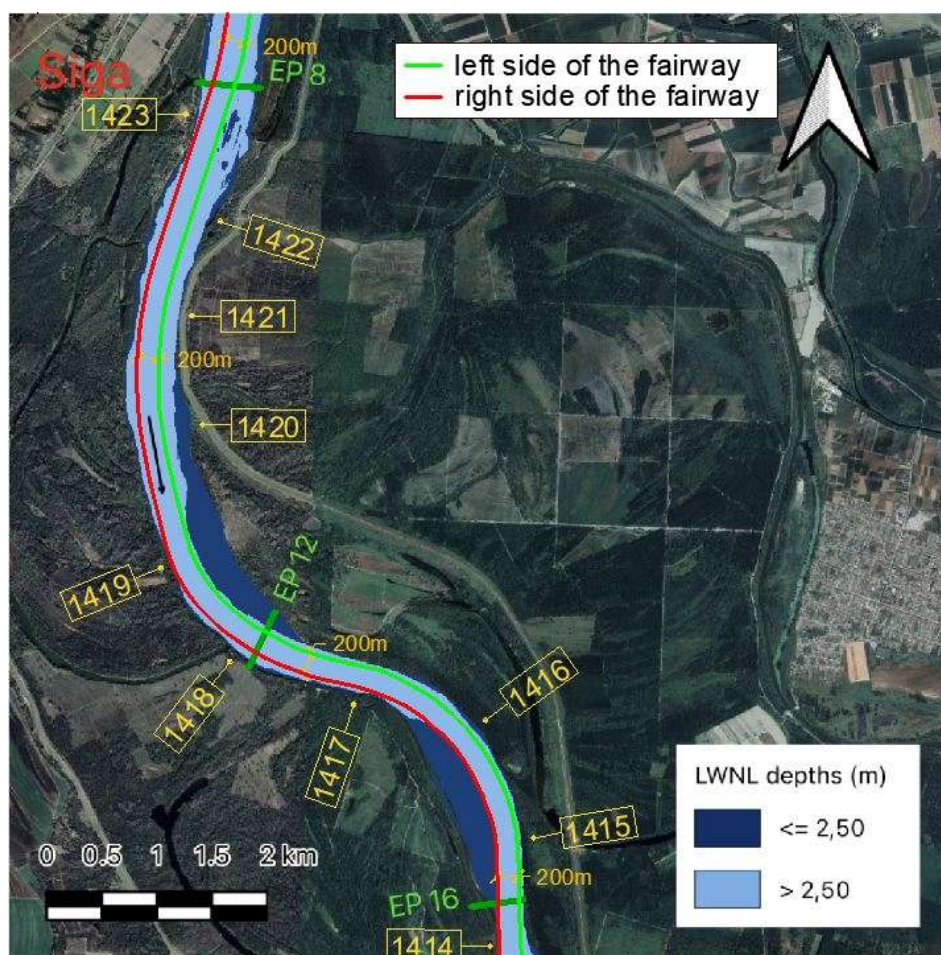 200m
Siga
EP 8
left side of the fairway
right side of the fairway
1423
1422
1421
200m
1420
EP 12
1419
200m
1418
1416
1417
LWNL depths (m)
<= 2,50
> 2,50
1415
0 0.5 1 1.5 2 km
200m
EP 16
1414